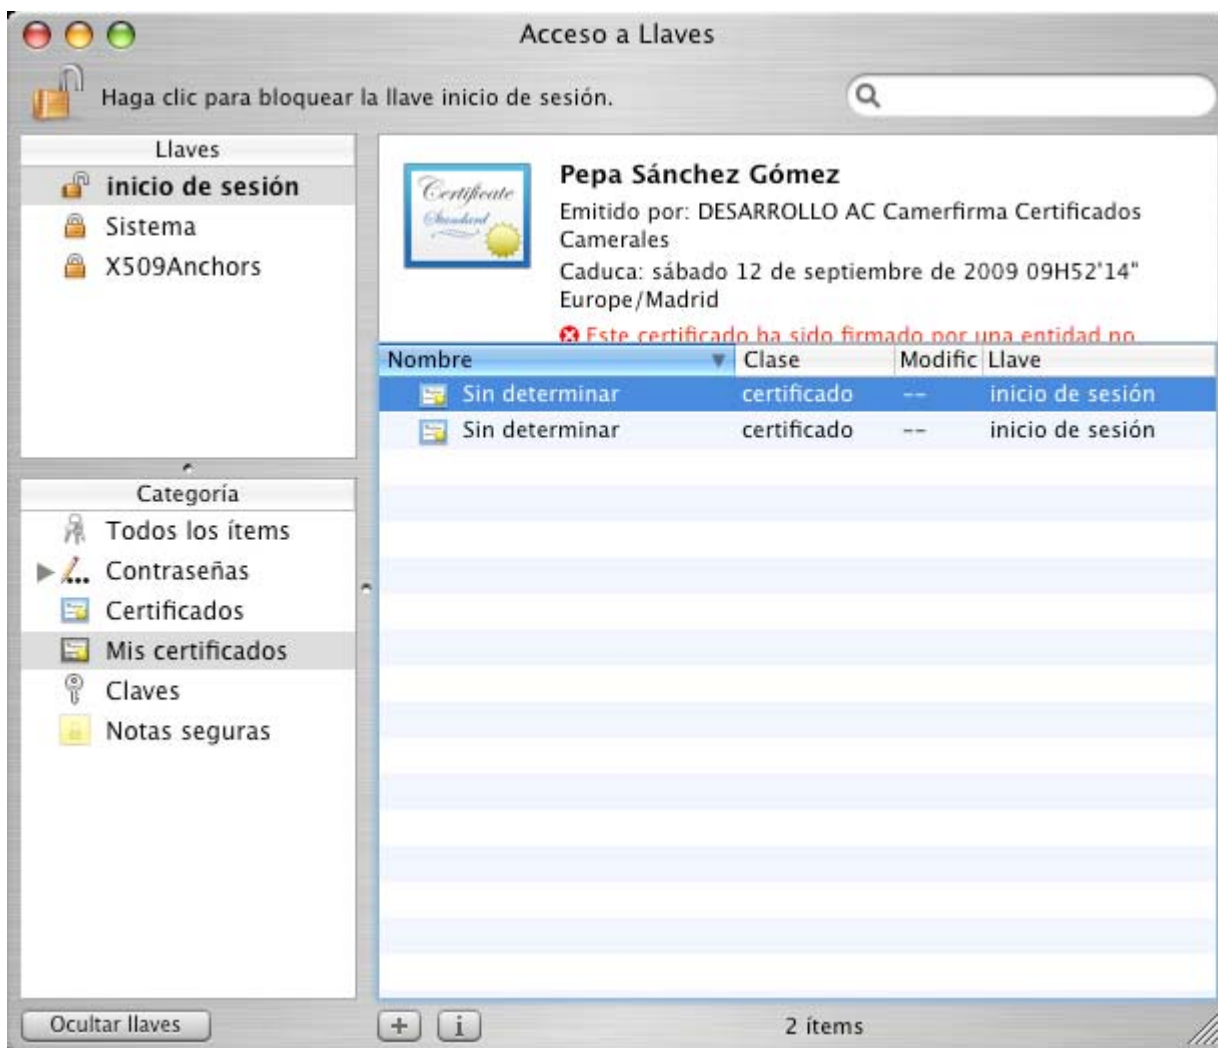 Acceso a Llaves
Haga clic para bloquear la llave inicio de sesión.
Llaves
inicio de sesión
Sistema
X509Anchors
Certificate
Standard
Pepa Sánchez Gómez
Emitido por: DESARROLLO AC Camerfirma Certificados
Camerales
Caduca: sábado 12 de septiembre de 2009 09H52'14"
Europe/Madrid
Este certificado ha sido firmado por una entidad no
Nombre Clase Modific Llave
Sin determinar certificado -- inicio de sesión
Sin determinar certificado -- inicio de sesión
Categoría
Todos los ítems
Contraseñas
Certificados
Mis certificados
Claves
Notas seguras
Ocultar llaves
+ i
2 ítems